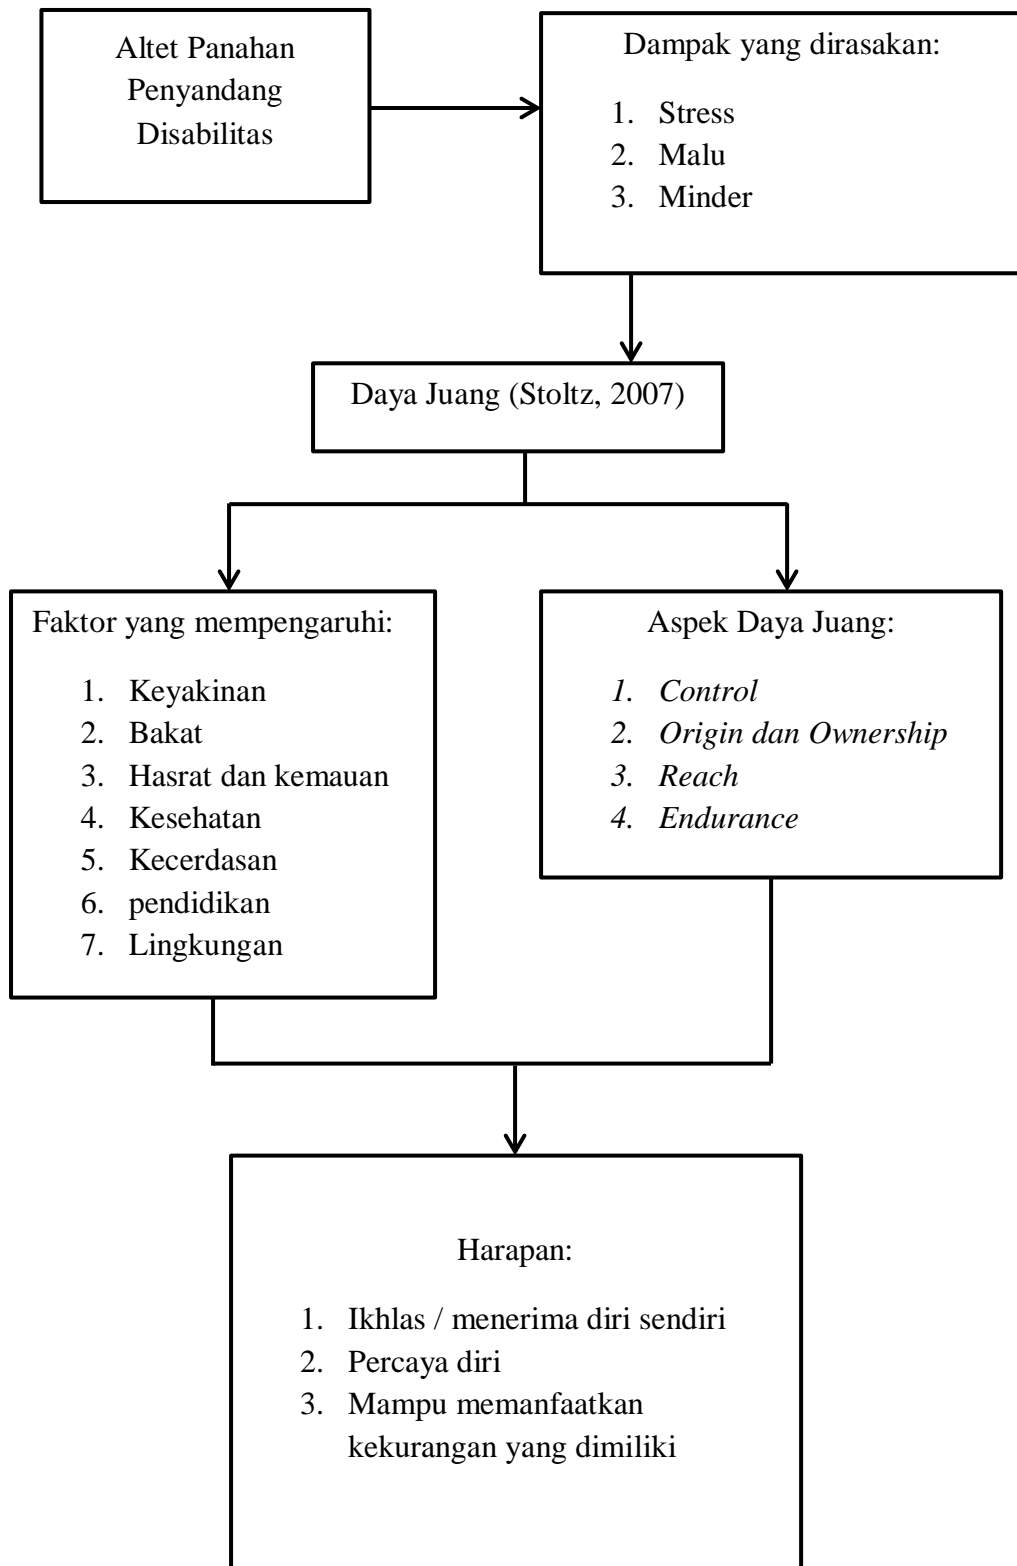 Altet Panahan
Penyandang
Disabilitas
Dampak yang dirasakan:
1. Stress
2. Malu
3. Minder
Daya Juang (Stoltz, 2007)
Faktor yang mempengaruhi:
1. Keyakinan
2. Bakat
3. Hasrat dan kemauan
4. Kesehatan
5. Kecerdasan
6. pendidikan
7. Lingkungan
Aspek Daya Juang:
1. Control
2. Origin dan Ownership
3. Reach
4. Endurance
Harapan:
1. Ikhlas / menerima diri sendiri
2. Percaya diri
3. Mampu memanfaatkan
kekurangan yang dimiliki